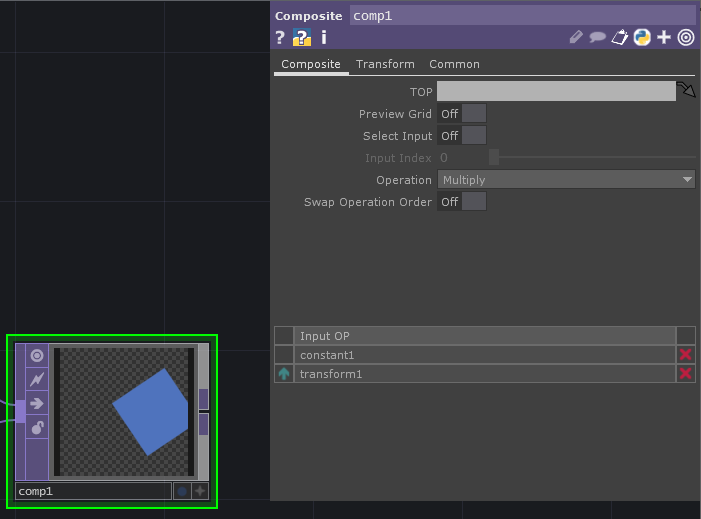 Composite comp1
? ? i
Composite Transform Common
TOP
Preview Grid Off
Select Input Off
Input Index 0
Operation Multiply
Swap Operation Order Off
Input OP
constant1
transform1
comp1